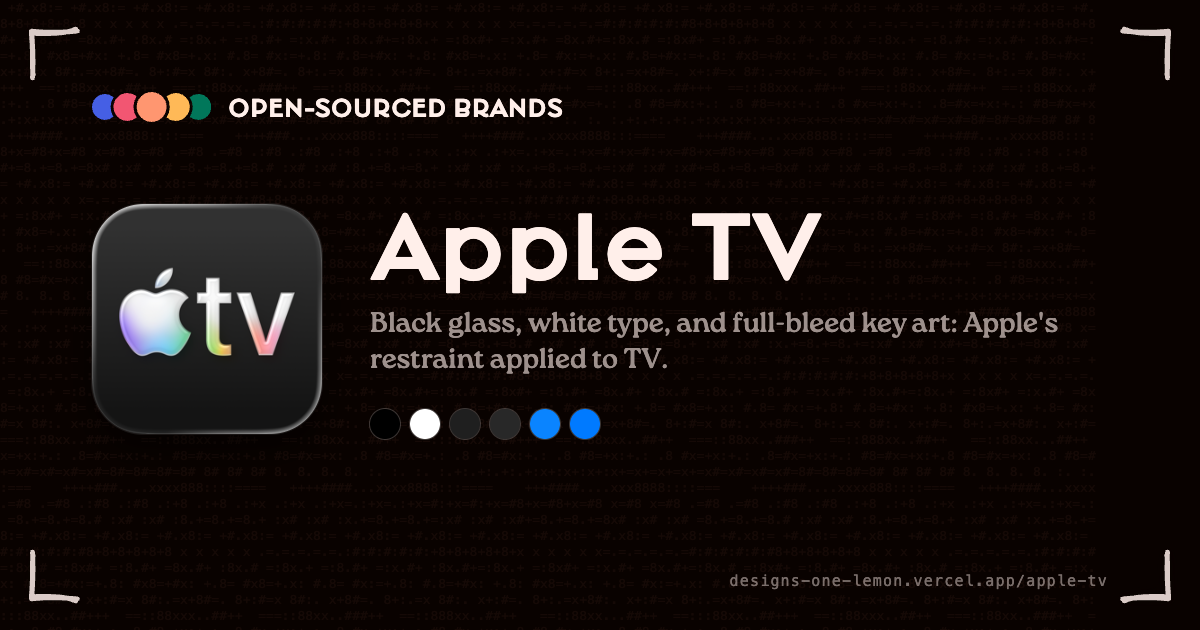 OPEN-SOURCED BRANDS
tv
Apple TV
Black glass, white type, and full-bleed key art: Apple's
restraint applied to TV.
designs-one-lemon.vercel.app/apple-tv